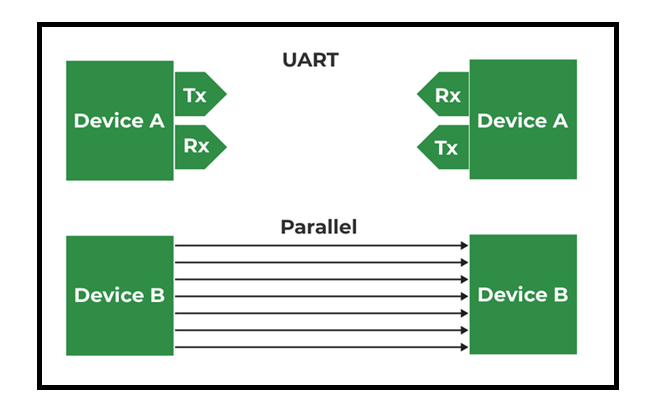 UART
Tx
Rx
Device A
Device A
Rx
Tx
Parallel
Device B
Device B